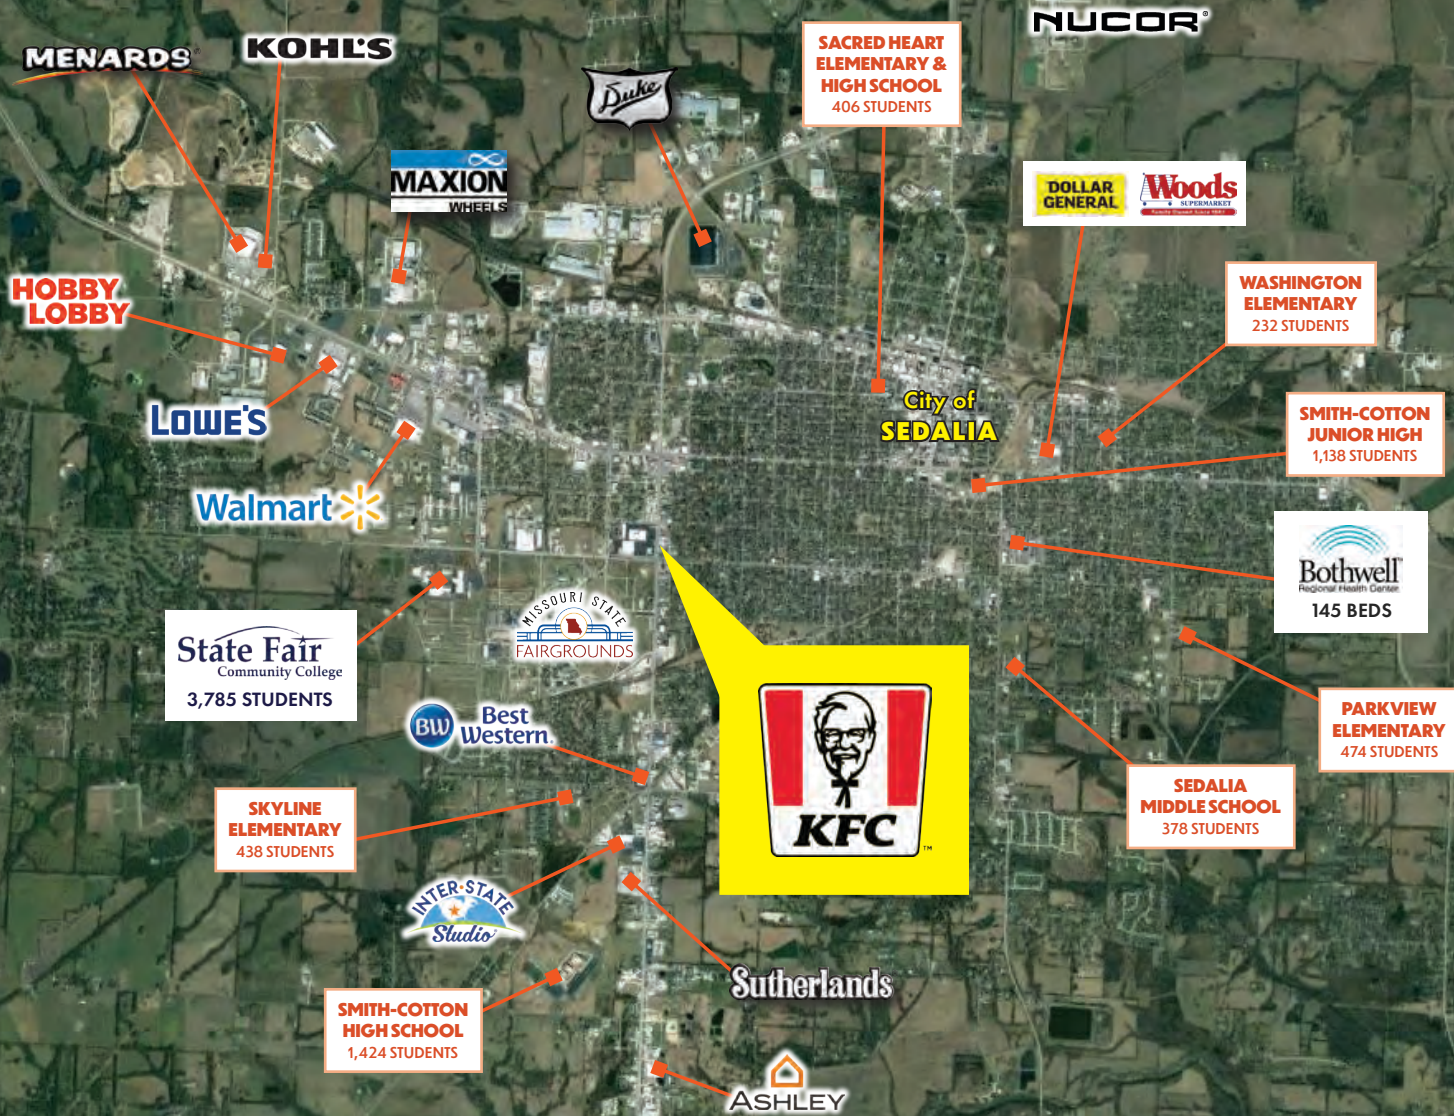 NUCOR®
MENARDS®
KOHL'S
SACRED HEART
ELEMENTARY &
HIGH SCHOOL
406 STUDENTS
Duke
MAXION
WHEELS
DOLLAR
GENERAL
Woods
SUPERMARKET
WASHINGTON
ELEMENTARY
232 STUDENTS
HOBBY
LOBBY
City of
SEDALIA
LOWE'S
SMITH-COTTON
JUNIOR HIGH
1,138 STUDENTS
Walmart
Bothwell
Regional Health Center
145 BEDS
MISSOURI STATE
FAIRGROUNDS
State Fair
Community College
3,785 STUDENTS
BW
Best
Western.
KFC
™
PARKVIEW
ELEMENTARY
474 STUDENTS
SEDALIA
MIDDLE SCHOOL
378 STUDENTS
SKYLINE
ELEMENTARY
438 STUDENTS
INTER-STATE
Studio
Sutherlands
SMITH-COTTON
HIGH SCHOOL
1,424 STUDENTS
ASHLEY